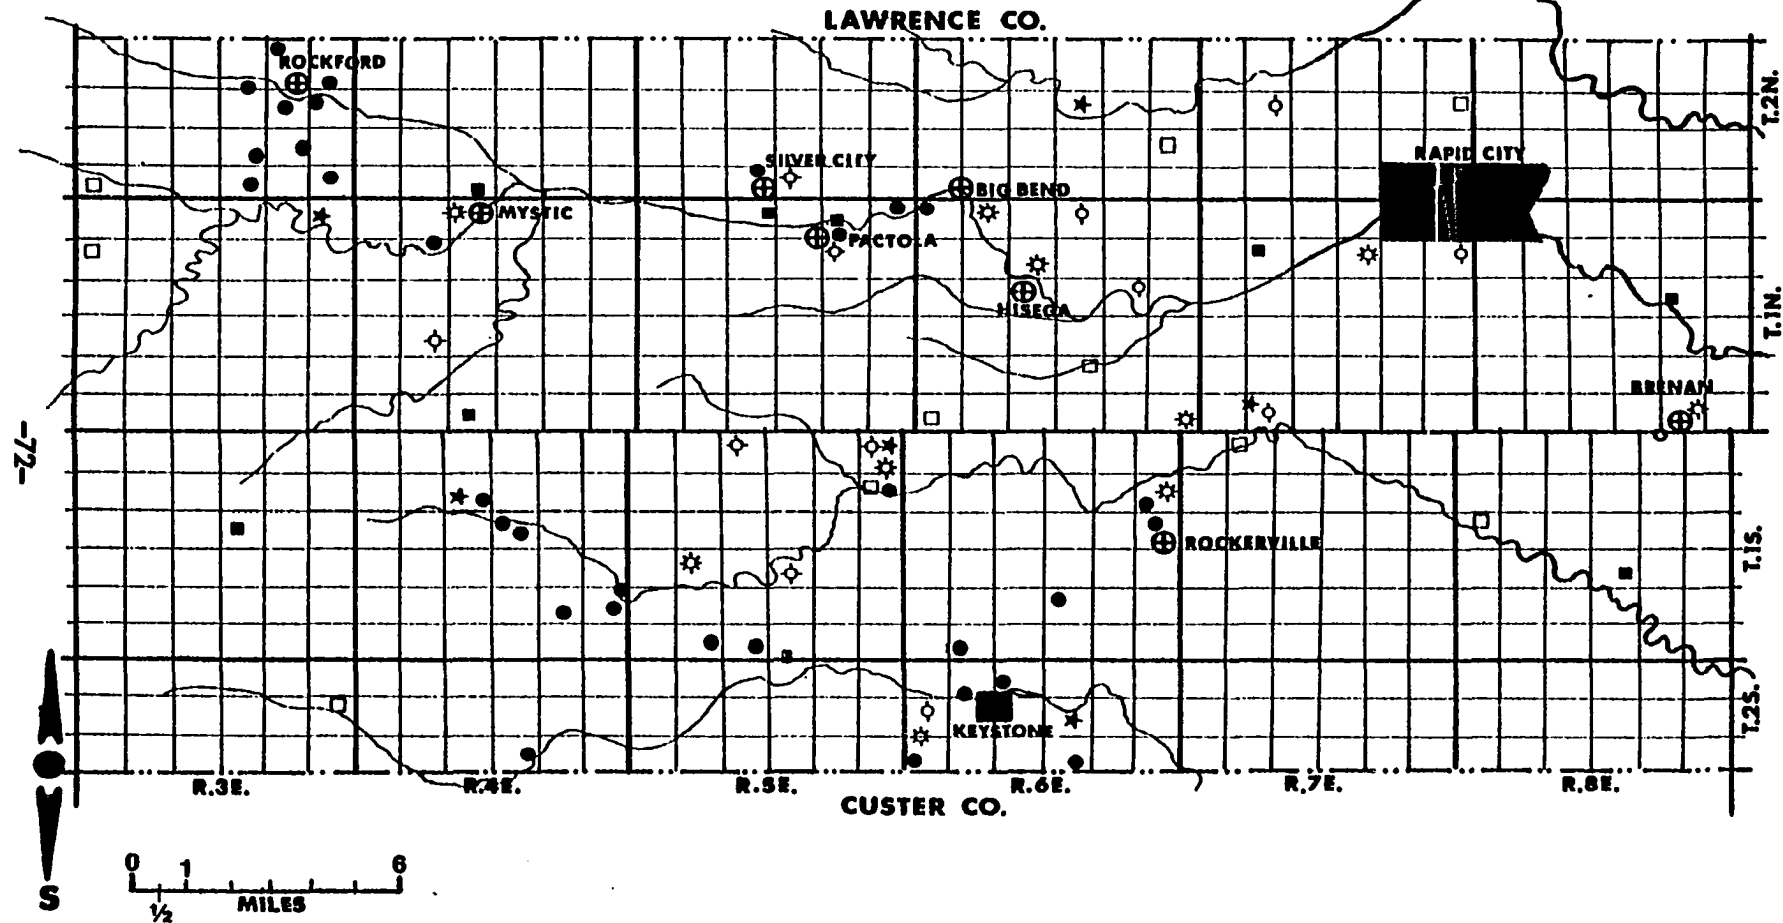 LAWRENCE CO.
ROCKFORD
T.2N.
RAPID CITY
SILVER CITY
BIG BEND
MYSTIC
PACTOLA
HISEGA
T.1N.
BRENAN
-72-
ROCKERVILLE
T.1S.
KEYSTONE
T.2S.
R.3E. R.4E. R.5E. R.6E. R.7E. R.8E.
CUSTER CO.
0 1 6
½ MILES
S